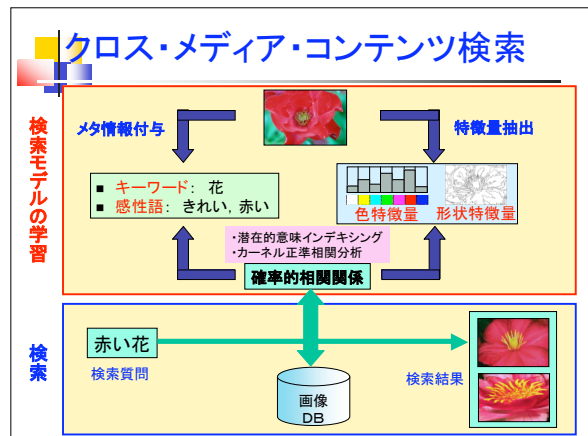 クロス・メディア・コンテンツ検索
検索モデルの学習
メタ情報付与
特徴量抽出
■ キーワード： 花
■ 感性語： きれい，赤い
色特徴量
形状特徴量
・潜在的意味インデキシング
・カーネル正準相関分析
確率的相関関係
検索
赤い花
検索質問
画像
DB
検索結果